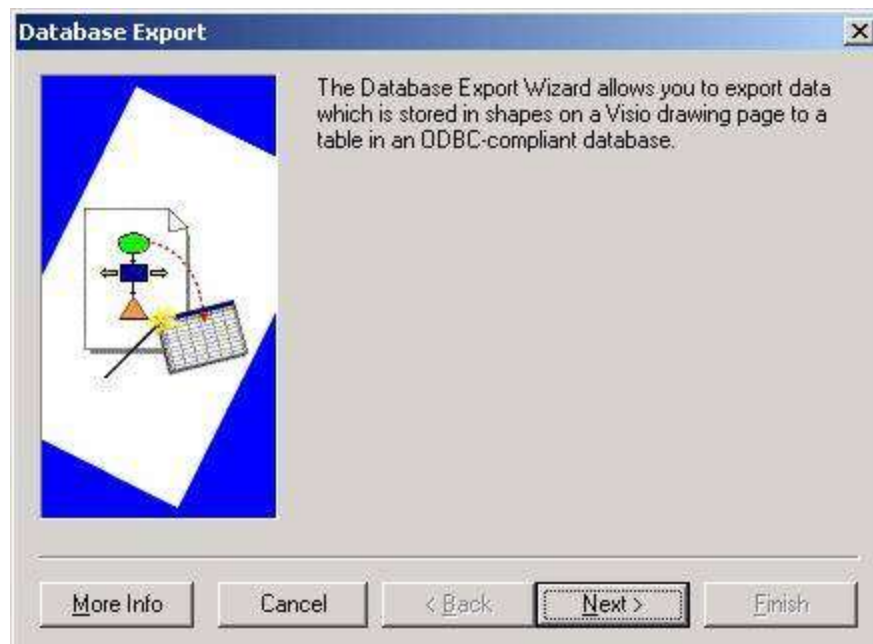 Database Export
The Database Export Wizard allows you to export data
which is stored in shapes on a Visio drawing page to a
table in an ODBC-compliant database.
More Info
Cancel
< Back
Next >
Finish